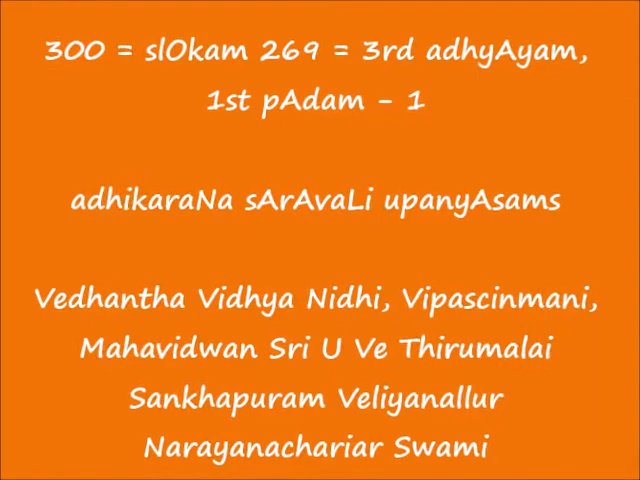 300 = slOkam 269 = 3rd adhyAyam,
1st pAdam - 1
adhikaraNa sArAvaLi upanyAsams
Vedhantha Vidhya Nidhi, Vipascinmani,
Mahavidwan Sri U Ve Thirumalai
Sankhapuram Veliyanallur
Narayanachariar Swami